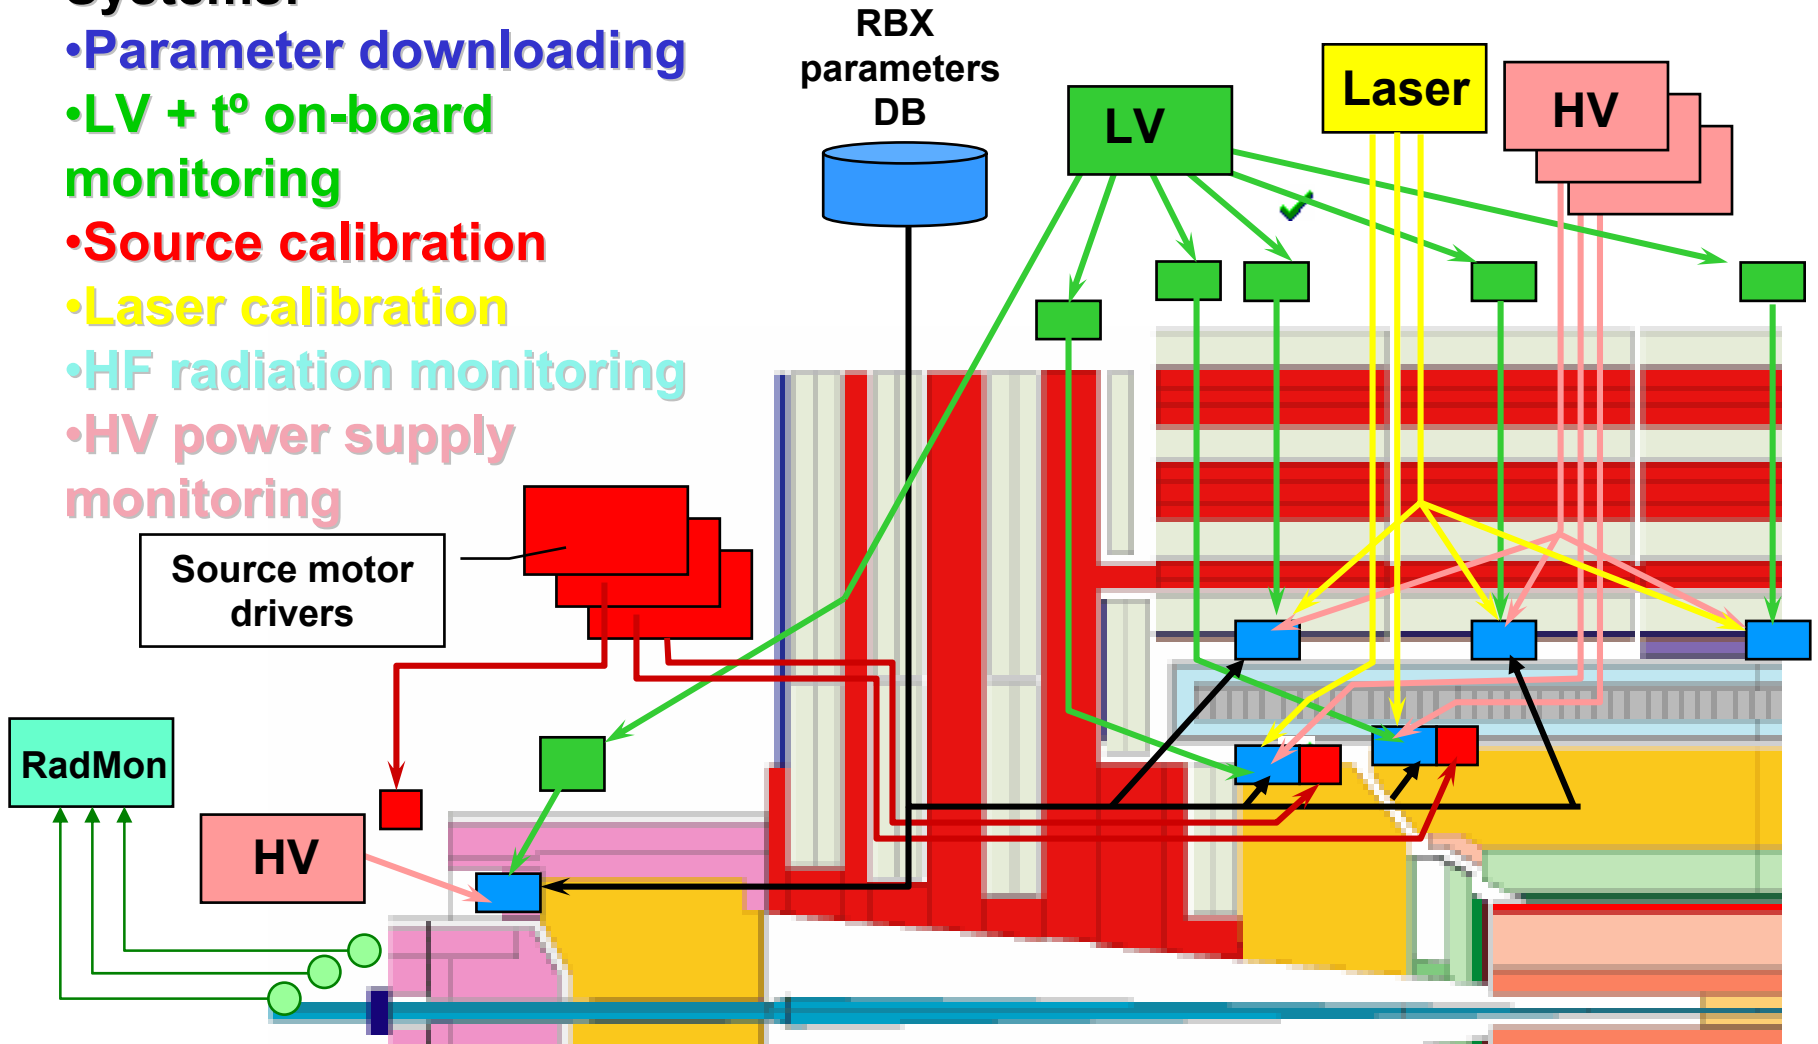 Systems:
•Parameter downloading
•LV + tº on-board
monitoring
•Source calibration
•Laser calibration
•HF radiation monitoring
•HV power supply
monitoring
RBX
parameters
DB
LV
Laser
HV
Source motor
drivers
RadMon
HV